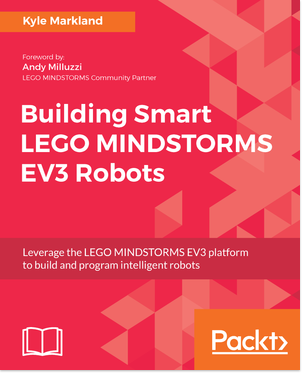 Kyle Markland
Foreword by:
Andy Milluzzi
LEGO MINDSTORMS Community Partner
Building Smart
LEGO MINDSTORMS
EV3 Robots
Leverage the LEGO MINDSTORMS EV3 platform
to build and program intelligent robots
Packt>